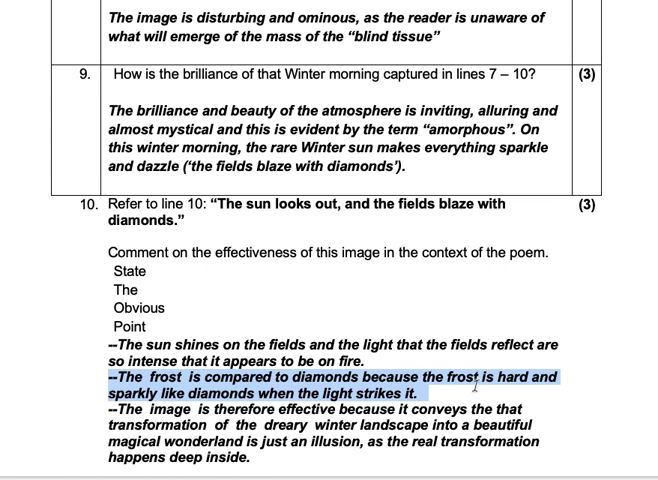 The image is disturbing and ominous, as the reader is unaware of
what will emerge of the mass of the “blind tissue”
9. How is the brilliance of that Winter morning captured in lines 7 – 10? (3)
The brilliance and beauty of the atmosphere is inviting, alluring and
almost mystical and this is evident by the term “amorphous”. On
this winter morning, the rare Winter sun makes everything sparkle
and dazzle (‘the fields blaze with diamonds’).
10. Refer to line 10: “The sun looks out, and the fields blaze with (3)
diamonds.”
Comment on the effectiveness of this image in the context of the poem.
State
The
Obvious
Point
--The sun shines on the fields and the light that the fields reflect are
so intense that it appears to be on fire.
--The frost is compared to diamonds because the frost is hard and
sparkly like diamonds when the light strikes it.
--The image is therefore effective because it conveys the that
transformation of the dreary winter landscape into a beautiful
magical wonderland is just an illusion, as the real transformation
happens deep inside.